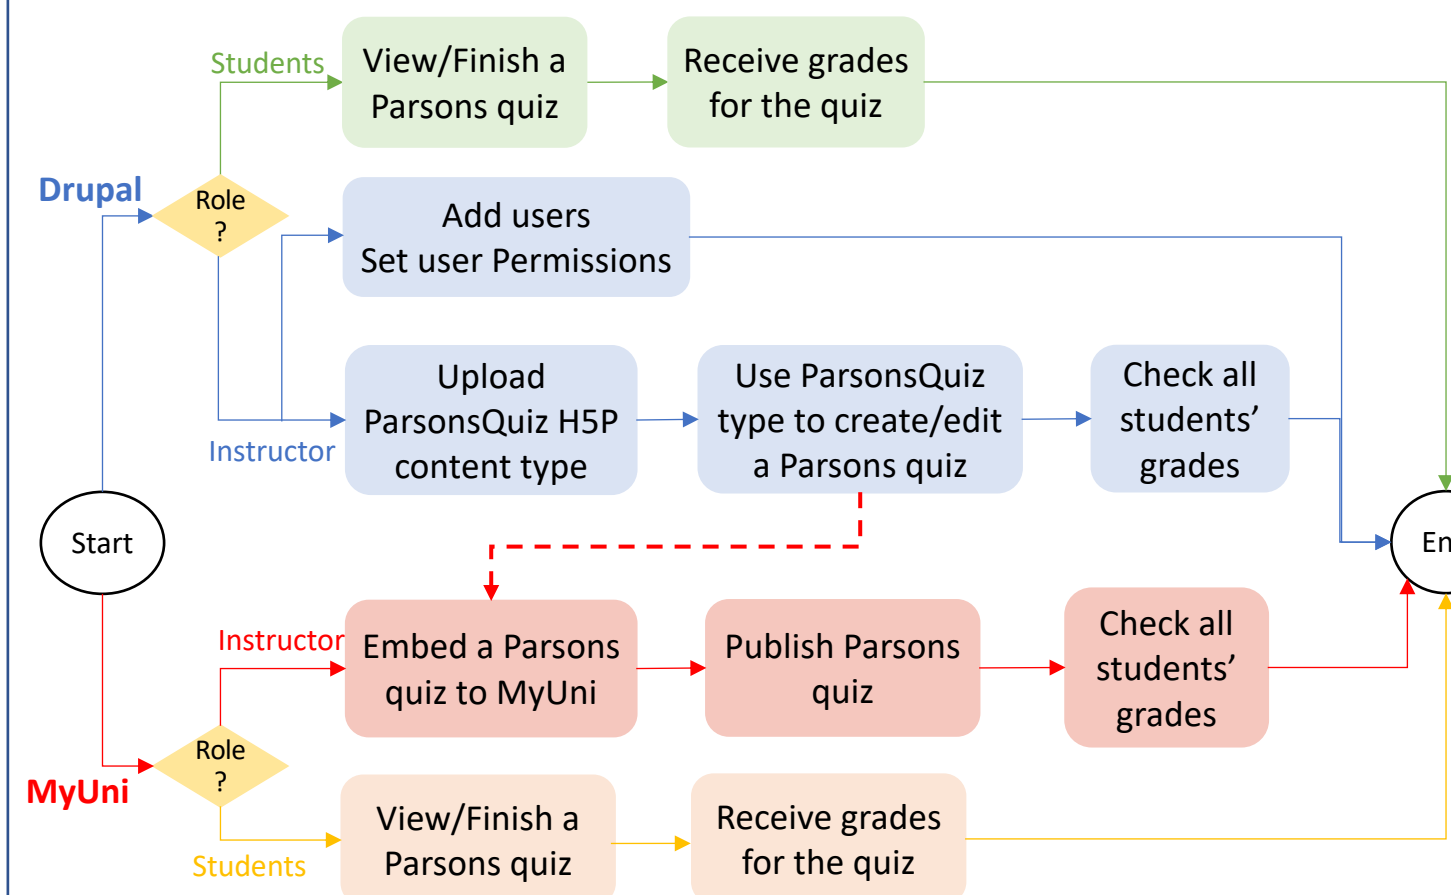 Students
View/Finish a
Parsons quiz
Receive grades
for the quiz
Drupal
Role
?
Add users
Set user Permissions
Instructor
Upload
ParsonsQuiz H5P
content type
Use ParsonsQuiz
type to create/edit
a Parsons quiz
Check all
students’
grades
Start
En
Instructor
Embed a Parsons
quiz to MyUni
Publish Parsons
quiz
Check all
students’
grades
MyUni
Role
?
Students
View/Finish a
Parsons quiz
Receive grades
for the quiz